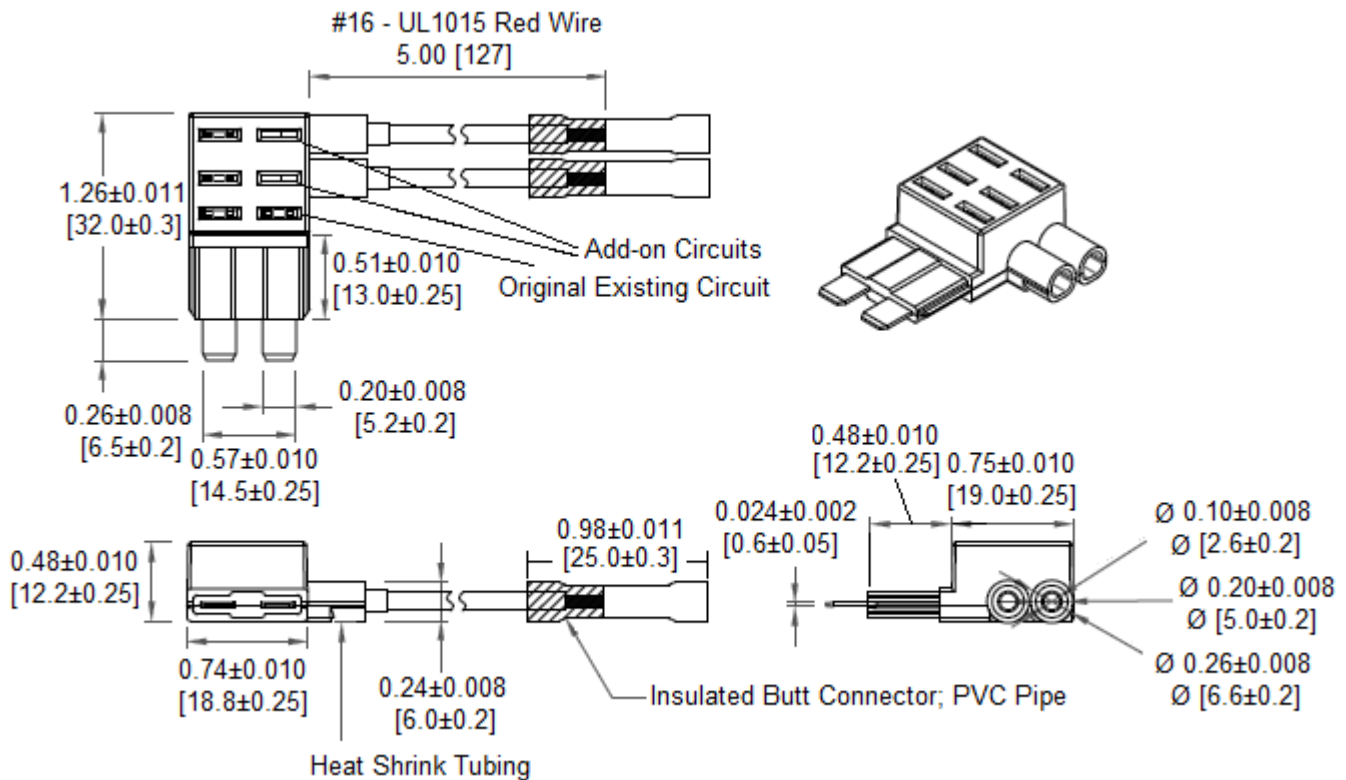 #16 - UL1015 Red Wire
5.00 [127]
1.26±0.011
[32.0±0.3]
Add-on Circuits
0.51±0.010
[13.0±0.25]
Original Existing Circuit
0.26±0.008
[6.5±0.2]
0.20±0.008
[5.2±0.2]
0.57±0.010
[14.5±0.25]
0.48±0.010
[12.2±0.25]
0.75±0.010
[19.0±0.25]
0.024±0.002
[0.6±0.05]
0.98±0.011
[25.0±0.3]
Ø 0.10±0.008
Ø [2.6±0.2]
0.48±0.010
[12.2±0.25]
Ø 0.20±0.008
Ø [5.0±0.2]
0.74±0.010
[18.8±0.25]
0.24±0.008
[6.0±0.2]
Insulated Butt Connector; PVC Pipe
Ø 0.26±0.008
Ø [6.6±0.2]
Heat Shrink Tubing